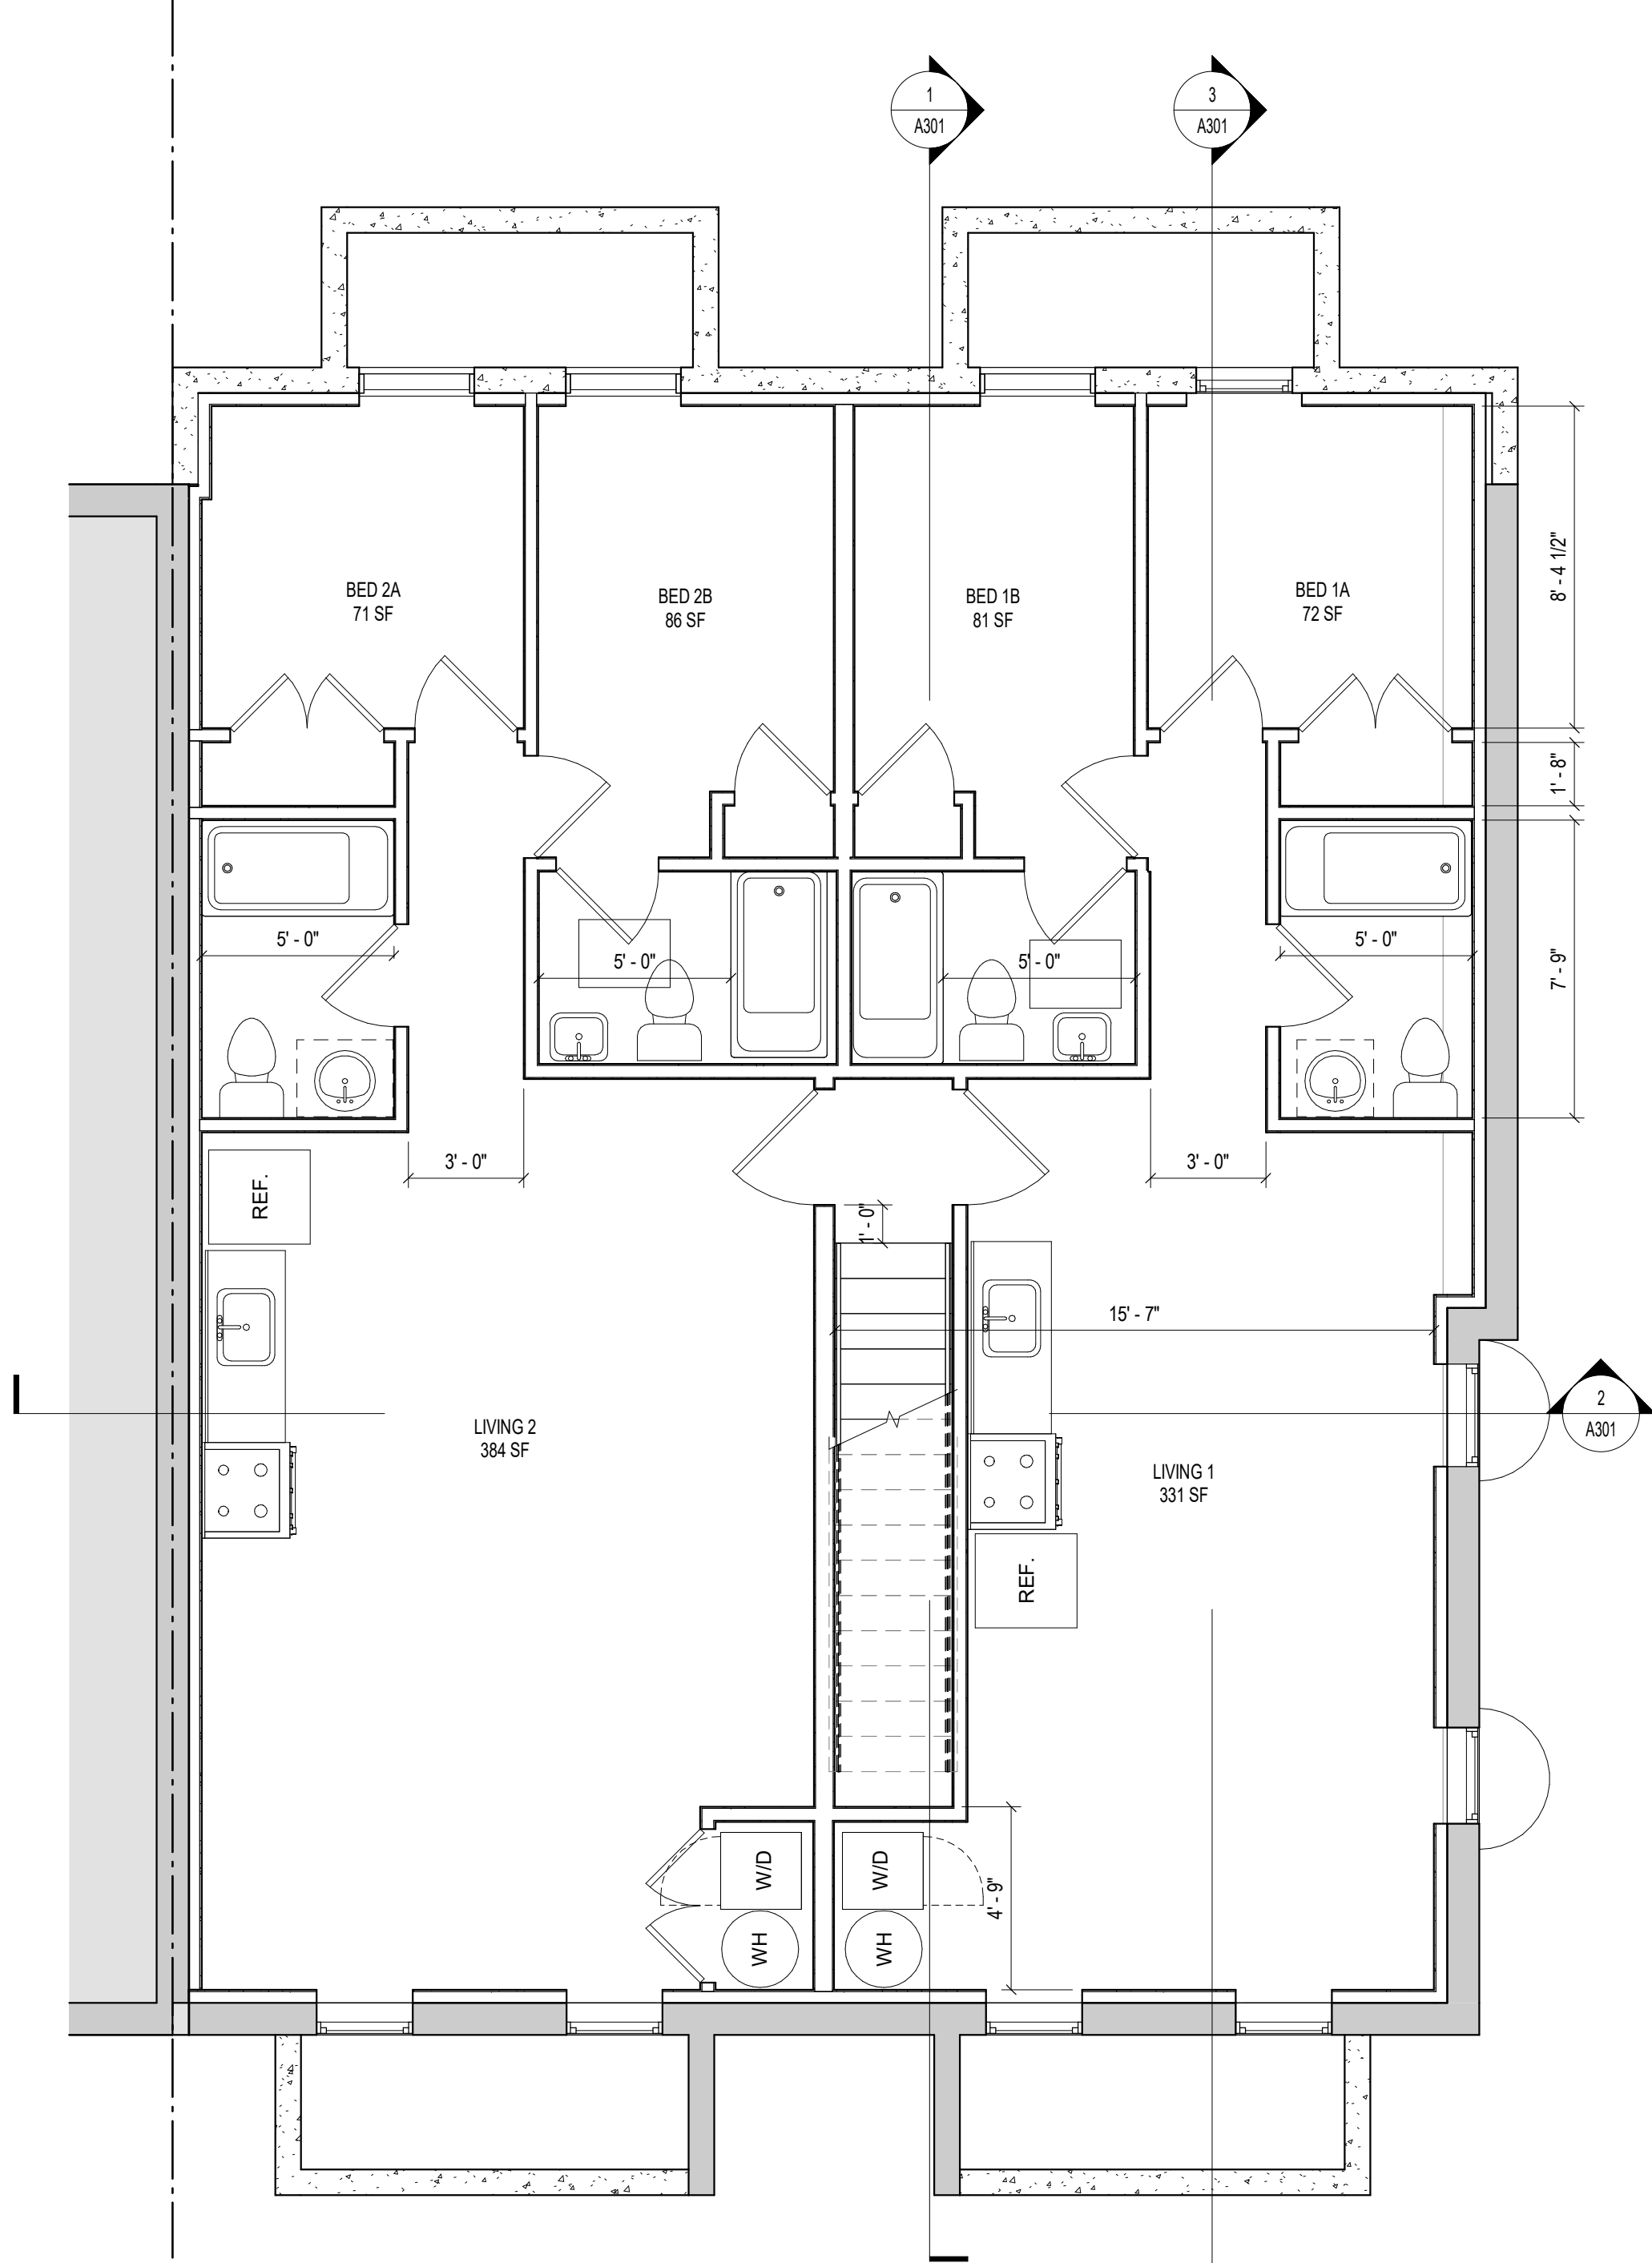 1
A301
3
A301
BED 2A
71 SF
BED 2B
86 SF
BED 1B
81 SF
BED 1A
72 SF
8' - 4 1/2"
1' - 8"
7' - 9"
5' - 0"
5' - 0"
5' - 0"
5' - 0"
3' - 0"
3' - 0"
REF.
1' - 0"
15' - 7"
LIVING 2
384 SF
2
A301
LIVING 1
331 SF
REF.
W/D
W/D
4' - 9"
WH
WH